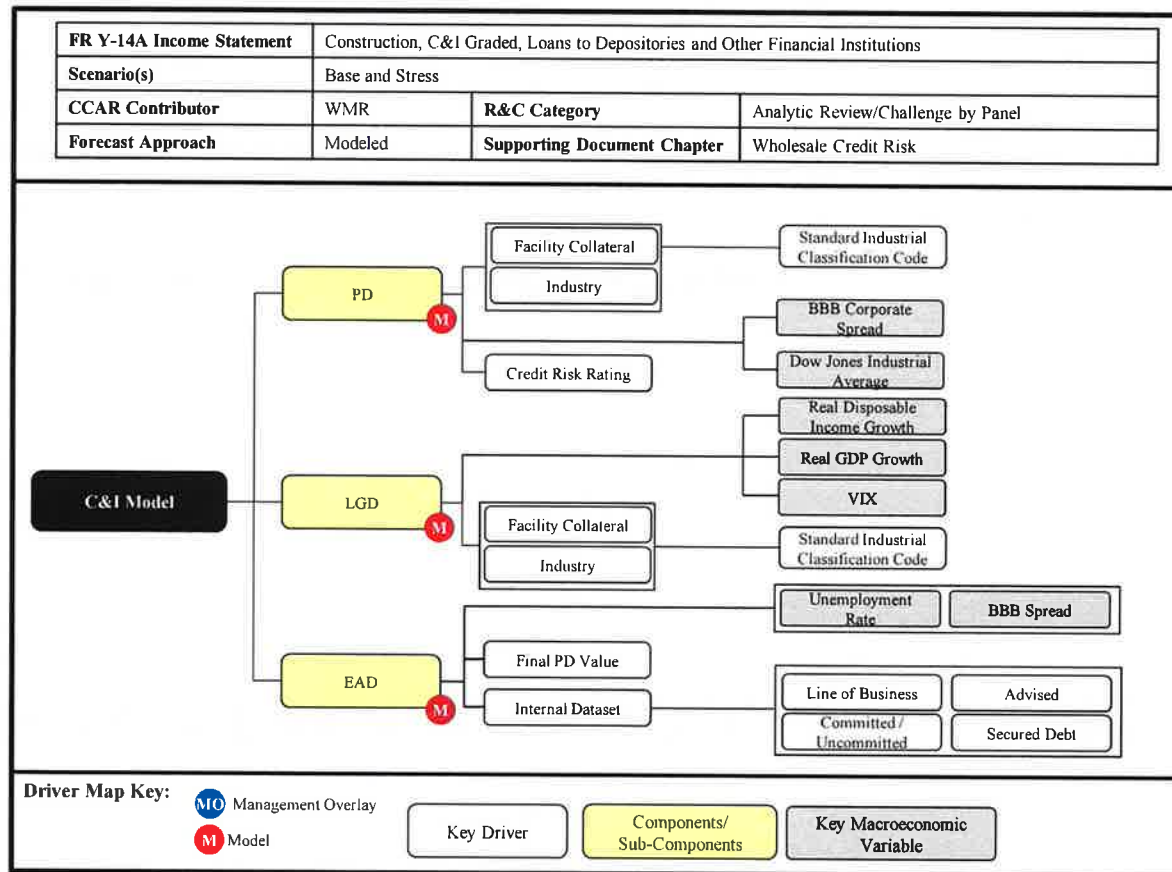 FR Y-14A Income Statement
Construction, C&I Graded, Loans to Depositories and Other Financial Institutions
Scenario(s)
Base and Stress
CCAR Contributor
WMR
R&C Category
Analytic Review/Challenge by Panel
Forecast Approach
Modeled
Supporting Document Chapter
Wholesale Credit Risk
Facility Collateral
Standard Industrial
Classification Code
Industry
PD
M
BBB Corporate
Spread
Credit Risk Rating
Dow Jones Industrial
Average
Real Disposable
Income Growth
Real GDP Growth
C&I Model
LGD
M
VIX
Facility Collateral
Industry
Standard Industrial
Classification Code
Unemployment
Rate
BBB Spread
Final PD Value
EAD
M
Internal Dataset
Line of Business
Advised
Committed /
Uncommitted
Secured Debt
Driver Map Key:
MO Management Overlay
M Model
Key Driver
Components/
Sub-Components
Key Macroeconomic
Variable